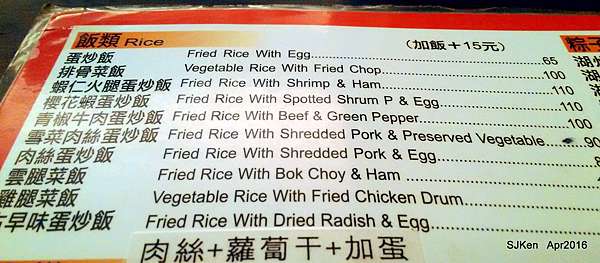 飯類 Rice (加飯+15元) 粽子
蛋炒飯 Fried Rice With Egg 65
排骨菜飯 Vegetable Rice With Fried Chop 100
蝦仁火腿蛋炒飯 Fried Rice With Shrimp & Ham 110
櫻花蝦蛋炒飯 Fried Rice With Spotted Shrum P & Egg 110
青椒牛肉蛋炒飯 Fried Rice With Beef & Green Pepper 100
雪菜肉絲蛋炒飯 Fried Rice With Shredded Pork & Preserved Vegetable 90
肉絲蛋炒飯 Fried Rice With Shredded Pork & Egg
雲腿菜飯 Fried Rice With Bok Choy & Ham
雞腿菜飯 Vegetable Rice With Fried Chicken Drum
古早味蛋炒飯 Fried Rice With Dried Radish & Egg
肉絲+蘿蔔干+加蛋
SJKen Apr2016